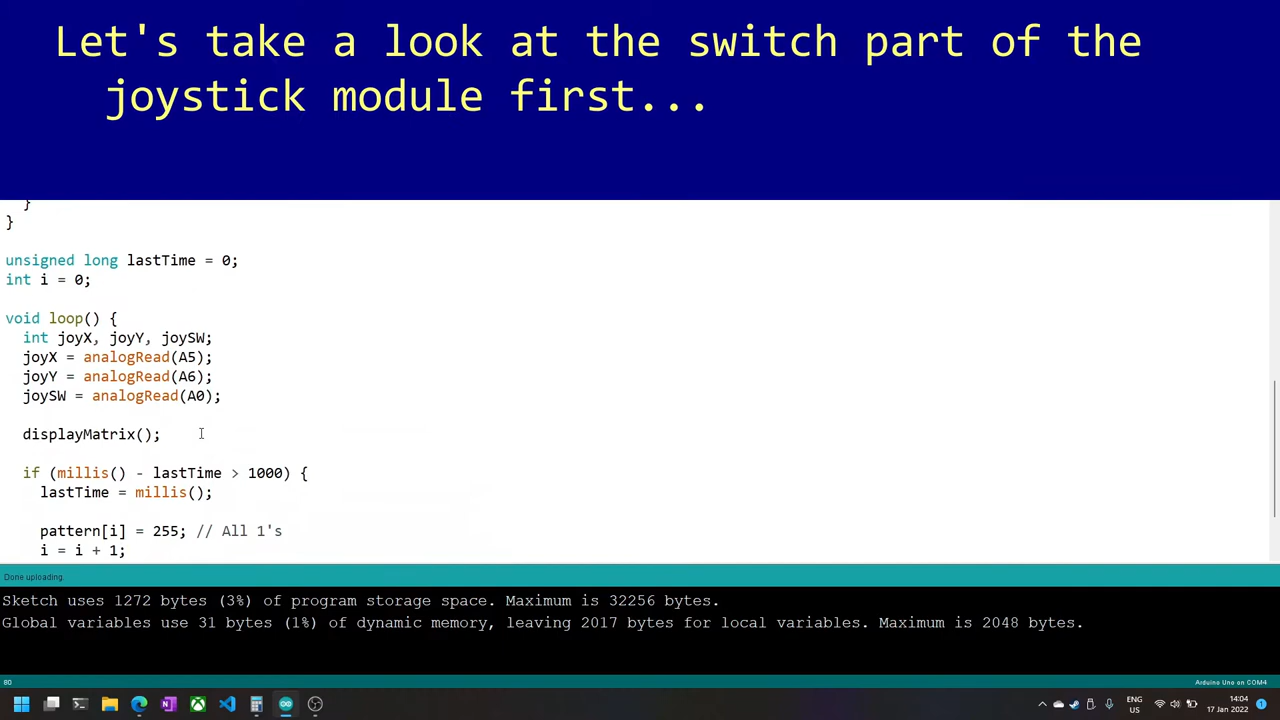 Let's take a look at the switch part of the
joystick module first...
}
}
unsigned long lastTime = 0;
int i = 0;
void loop() {
int joyX, joyY, joySW;
joyX = analogRead(A5);
joyY = analogRead(A6);
joySW = analogRead(A0);
displayMatrix();
if (millis() - lastTime > 1000) {
lastTime = millis();
pattern[i] = 255; // All 1's
i = i + 1;
Done uploading.
Sketch uses 1272 bytes (3%) of program storage space. Maximum is 32256 bytes.
Global variables use 31 bytes (1%) of dynamic memory, leaving 2017 bytes for local variables. Maximum is 2048 bytes.
80
Arduino Uno on COM4
ENG
US
14:04
17 Jan 2022
1